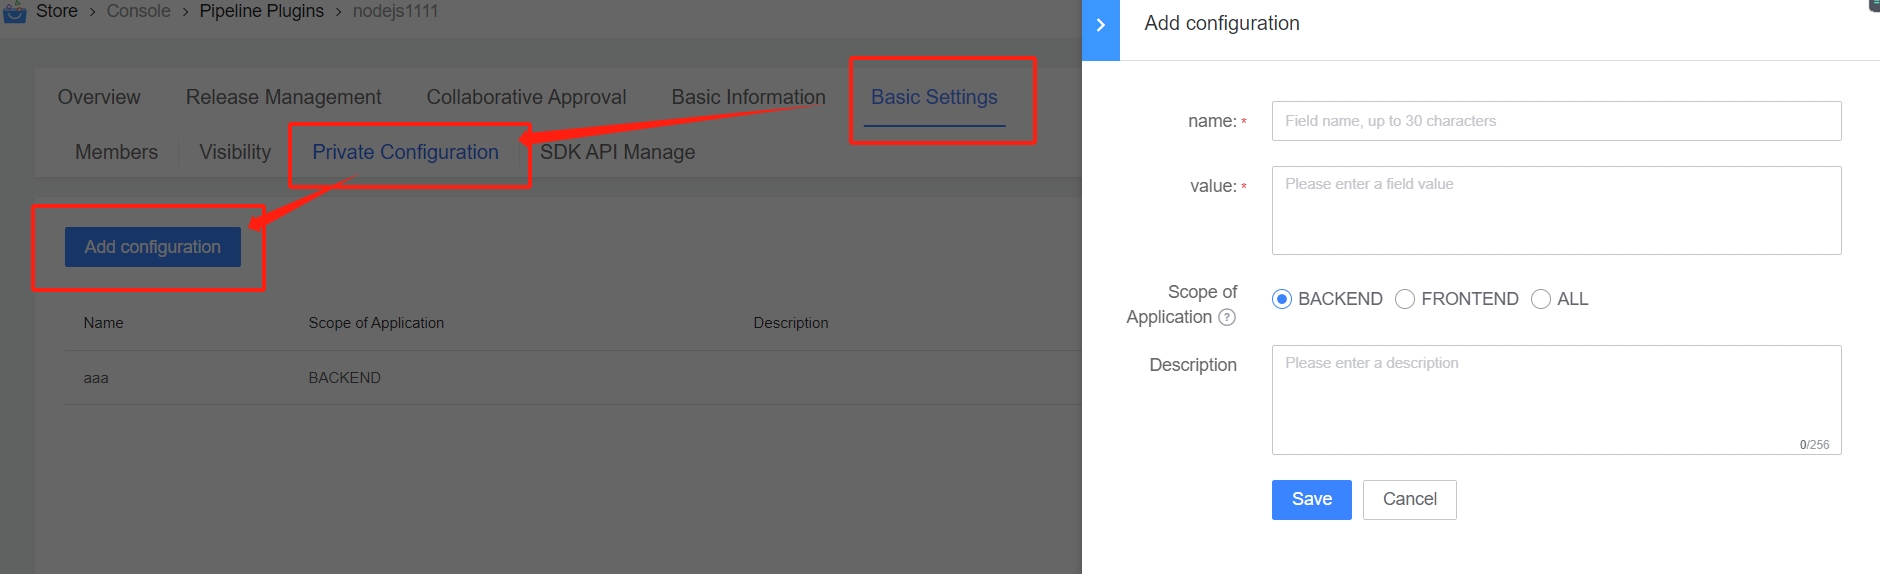 Store > Console > Pipeline Plugins > nodejs1111
Overview Release Management Collaborative Approval Basic Information Basic Settings
Members Visibility Private Configuration SDK API Manage
Add configuration
Name Scope of Application Description
aaa BACKEND
Add configuration
name: * Field name, up to 30 characters
value: * Please enter a field value
Scope of
Application ? BACKEND FRONTEND ALL
Description Please enter a description
0/256
Save Cancel